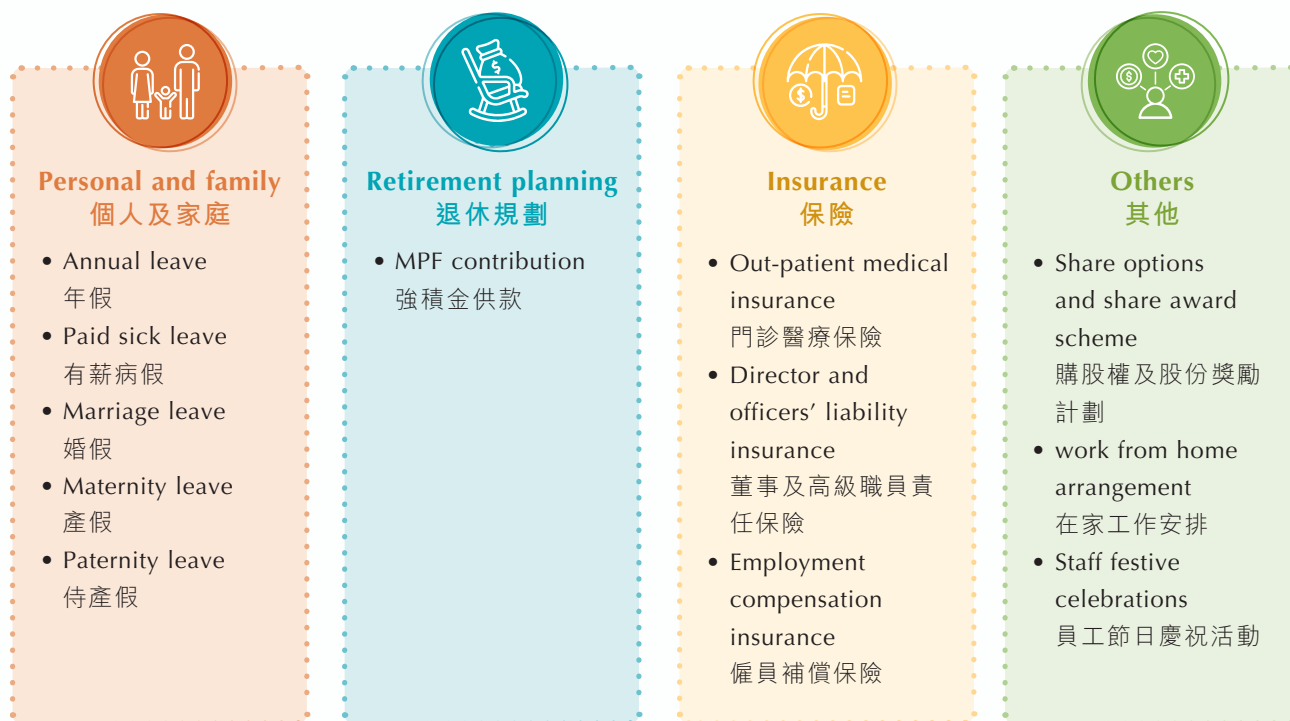 Personal and family
個人及家庭
• Annual leave
年假
• Paid sick leave
有薪病假
• Marriage leave
婚假
• Maternity leave
產假
• Paternity leave
侍產假
Retirement planning
退休規劃
• MPF contribution
強積金供款
Insurance
保險
• Out-patient medical
insurance
門診醫療保險
• Director and
officers’ liability
insurance
董事及高級職員責
任保險
• Employment
compensation
insurance
僱員補償保險
Others
其他
• Share options
and share award
scheme
購股權及股份獎勵
計劃
• work from home
arrangement
在家工作安排
• Staff festive
celebrations
員工節日慶祝活動